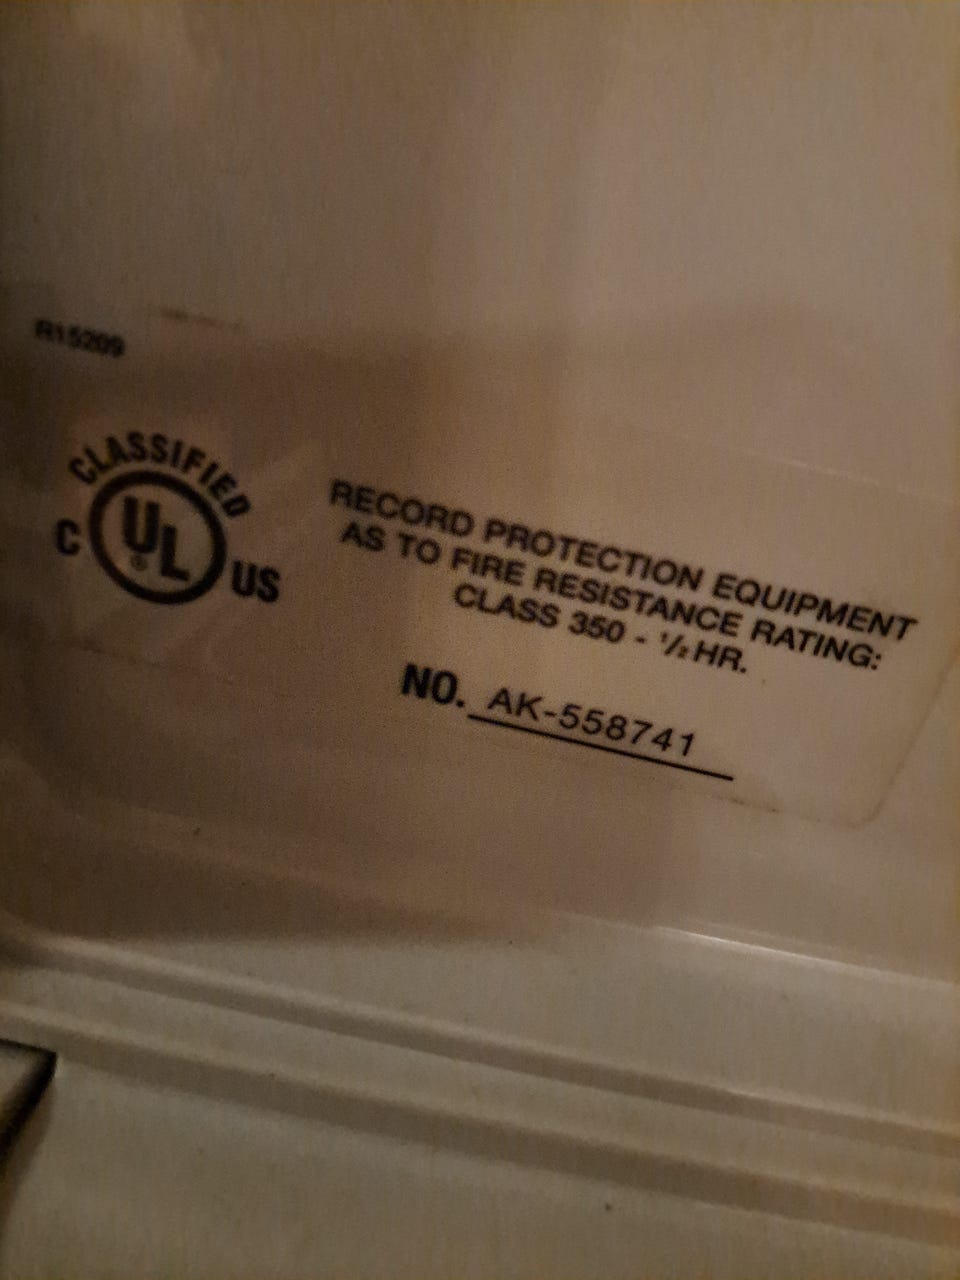 R15209
CLASSIFIED
C UL® US
RECORD PROTECTION EQUIPMENT
AS TO FIRE RESISTANCE RATING:
CLASS 350 - ½ HR.
NO. AK-558741